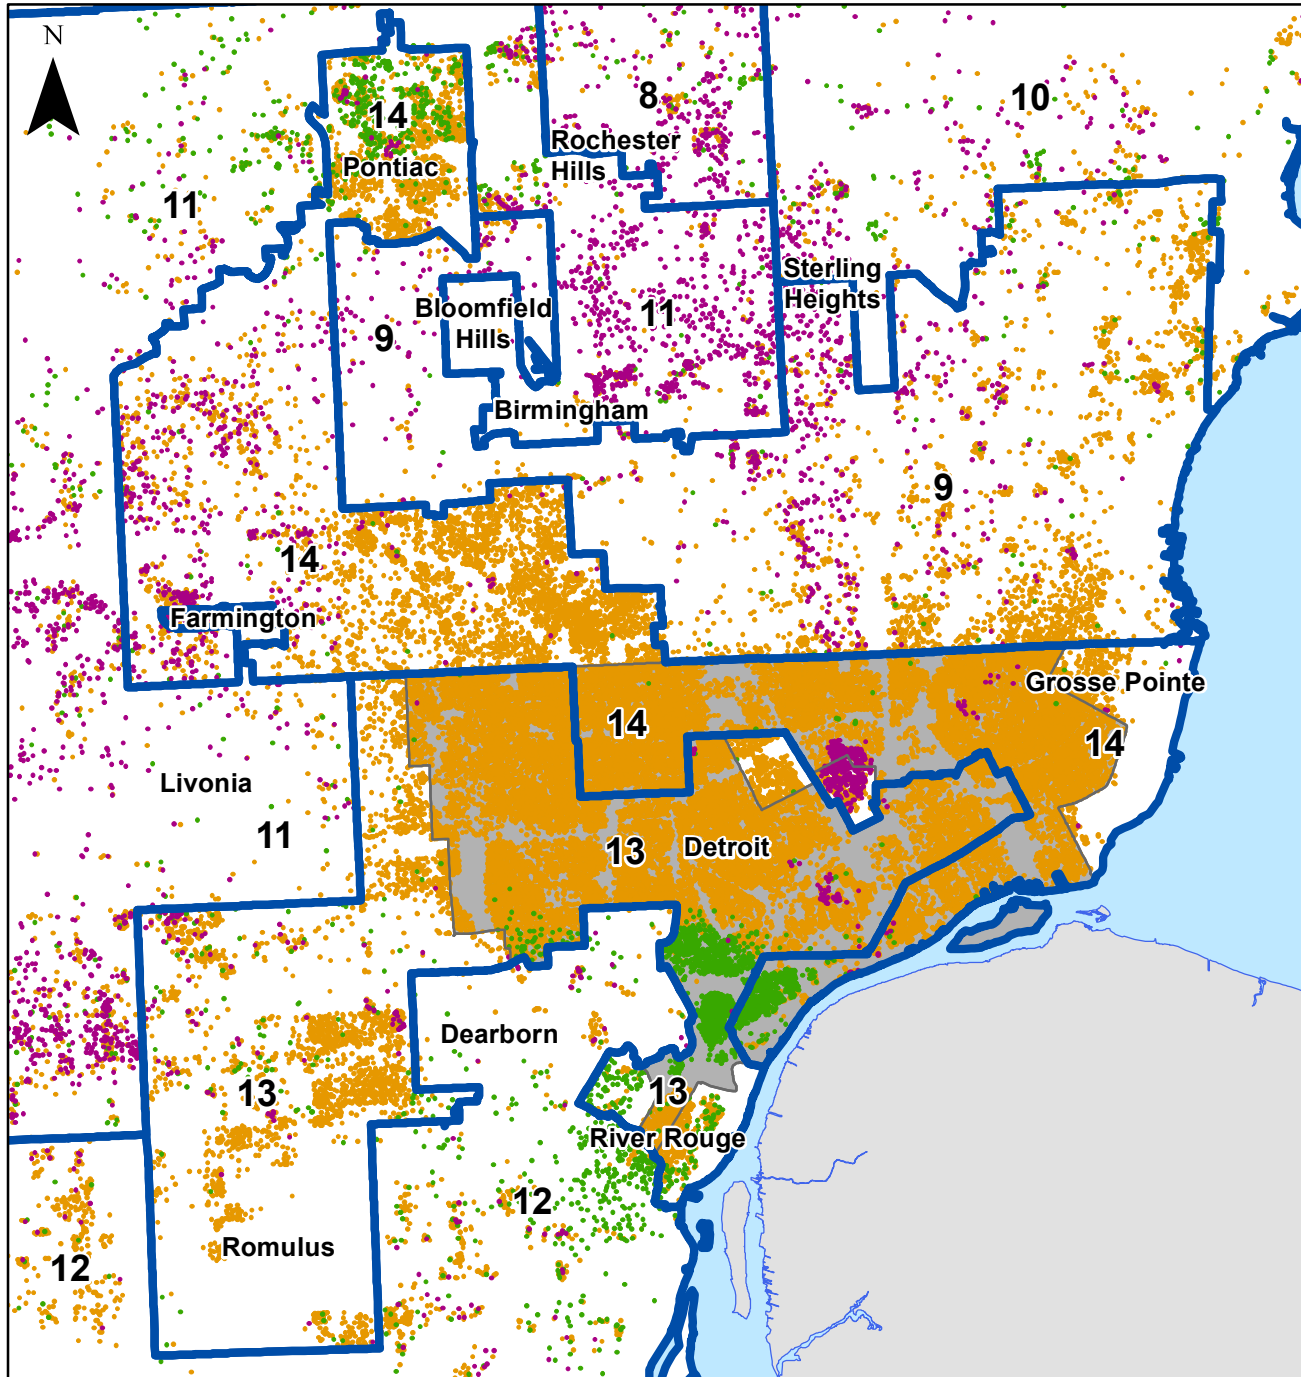 N
8
10
14
Rochester
Hills
Pontiac
11
Sterling
Heights
Bloomfield
Hills
11
9
Birmingham
9
14
Farmington
Grosse Pointe
14
14
Livonia
11
13
Detroit
Dearborn
13
13
River Rouge
12
Romulus
12